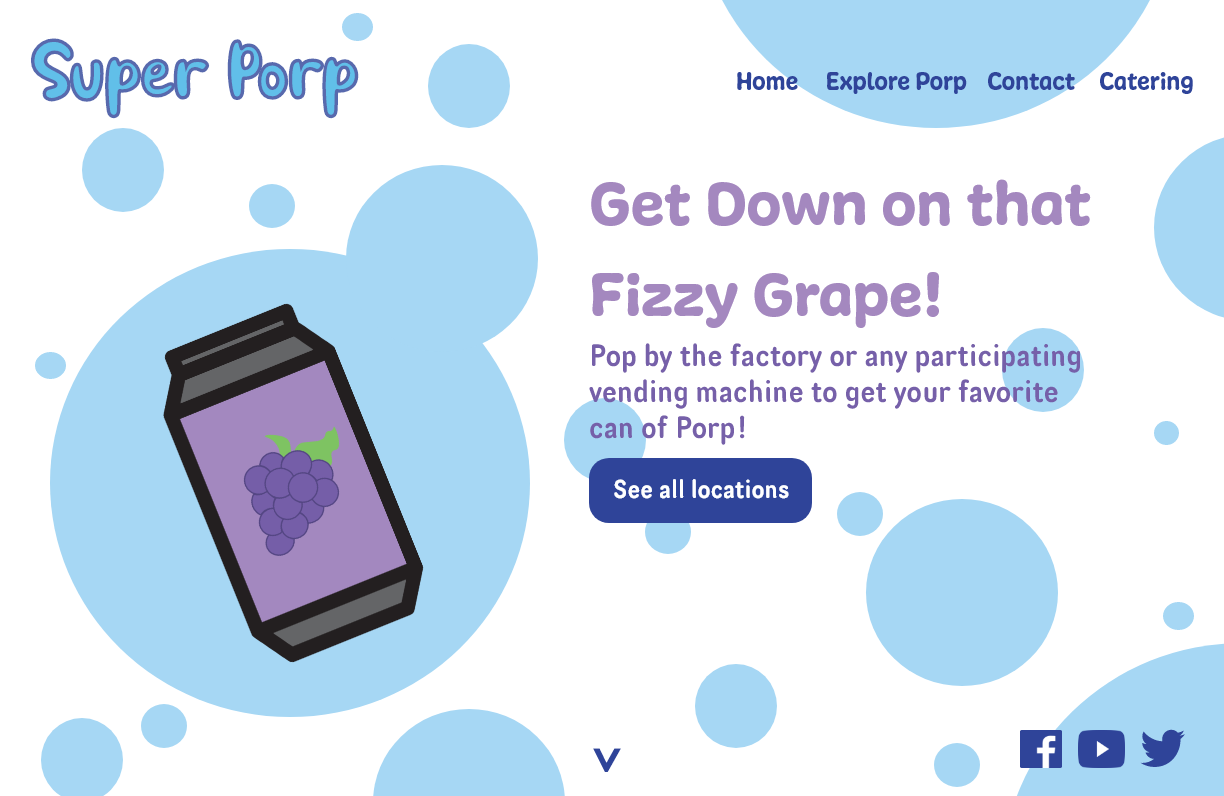 Super Porp
Home Explore Porp Contact Catering
Get Down on that
Fizzy Grape!
Pop by the factory or any participating
vending machine to get your favorite
can of Porp!
See all locations